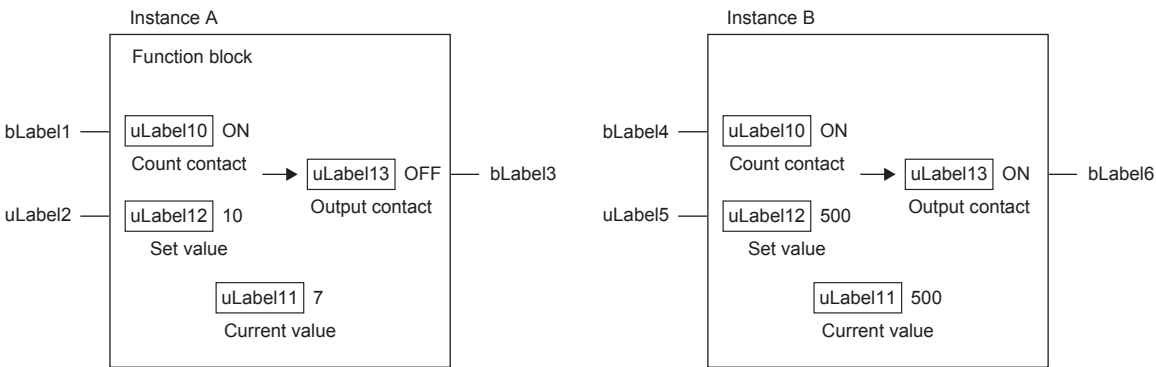 Instance A
Function block
bLabel1
uLabel10 ON
Count contact
uLabel13 OFF
bLabel3
Output contact
uLabel2
uLabel12 10
Set value
uLabel11 7
Current value
Instance B
bLabel4
uLabel10 ON
Count contact
uLabel13 ON
bLabel6
Output contact
uLabel5
uLabel12 500
Set value
uLabel11 500
Current value